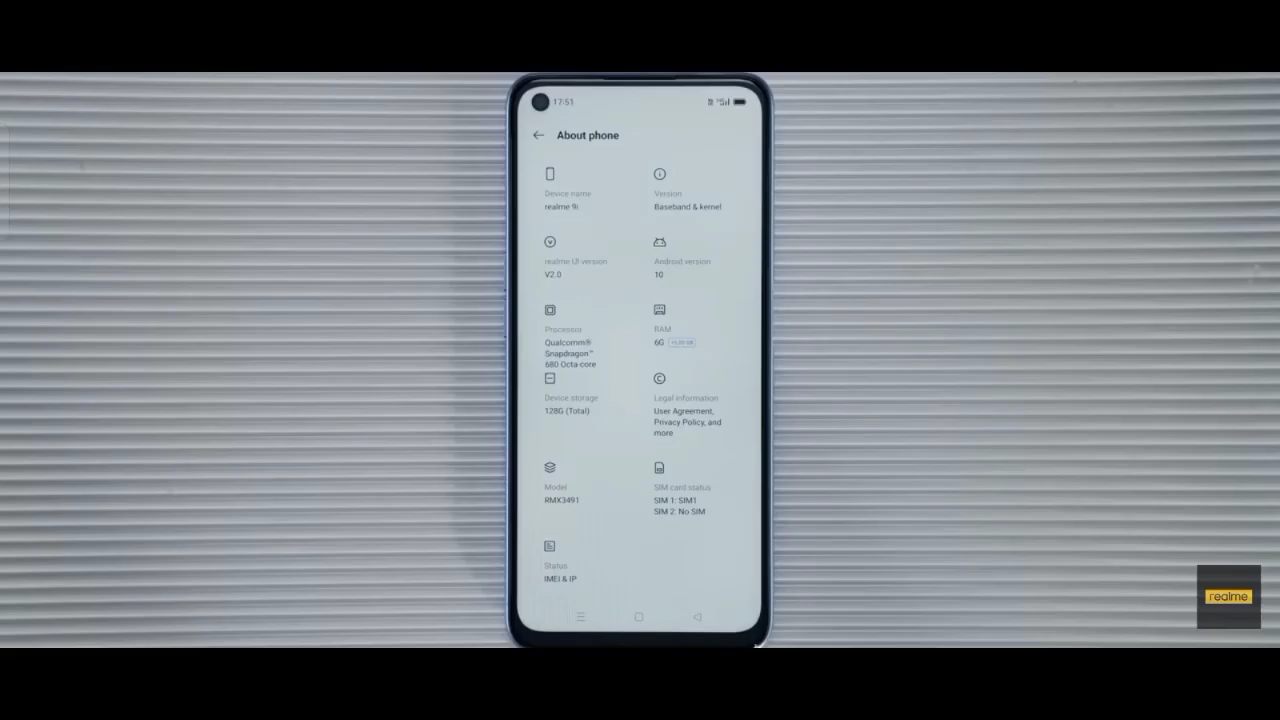 17:51
About phone
Device name
realme 9i
Version
Baseband & kernel
realme UI version
V2.0
Android version
10
Processor
Qualcomm®
Snapdragon™
680 Octa-core
RAM
6G
Device storage
128G (Total)
Legal information
User Agreement,
Privacy Policy, and
more
Model
RMX3491
SIM card status
SIM 1: SIM1
SIM 2: No SIM
Status
IMEI & IP
realme